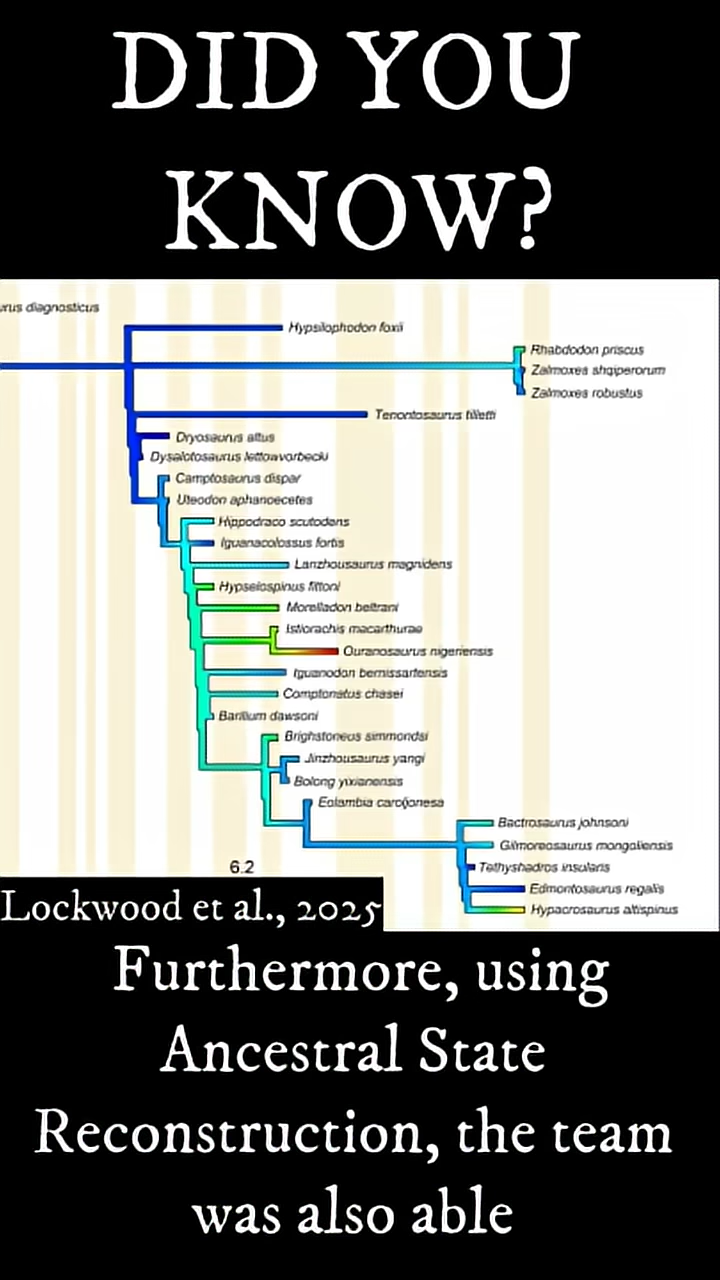 DID YOU
KNOW?
urus diagnosticus
Hypsilophodon foxii
Rhabdodon priscus
Zalmoxes shqiperorum
Zalmoxes robustus
Tenontosaurus tilletti
Dryosaurus altus
Dysalotosaurus lettowvorbecki
Camptosaurus dispar
Uteodon aphanoecetes
Hippodraco scutodens
Iguanacolossus fortis
Lanzhousaurus magnidens
Hypselospinus fittoni
Morelladon beltrani
Istiorachis macarthurae
Ouranosaurus nigeriensis
Iguanodon bernissartensis
Comptonatus chasei
Barilium dawsoni
Brighstoneus simmondsi
Jinzhousaurus yangi
Bolong yixianensis
Eolambia caroljonesa
Bactrosaurus johnsoni
Gilmoreosaurus mongoliensis
Tethyshadros insularis
Edmontosaurus regalis
Hypacrosaurus altispinus
6.2
Lockwood et al., 2025
Furthermore, using
Ancestral State
Reconstruction, the team
was also able